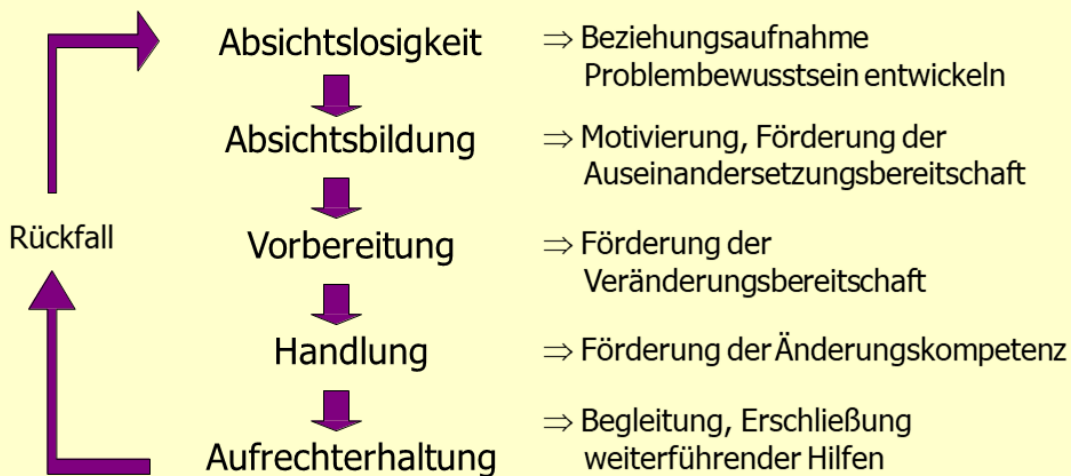 Absichtslosigkeit
⇒ Beziehungsaufnahme
Problembewusstsein entwickeln
Absichtsbildung
⇒ Motivierung, Förderung der
Auseinandersetzungsbereitschaft
Rückfall
Vorbereitung
⇒ Förderung der
Veränderungsbereitschaft
Handlung
⇒ Förderung der Änderungskompetenz
Aufrechterhaltung
⇒ Begleitung, Erschließung
weiterführender Hilfen